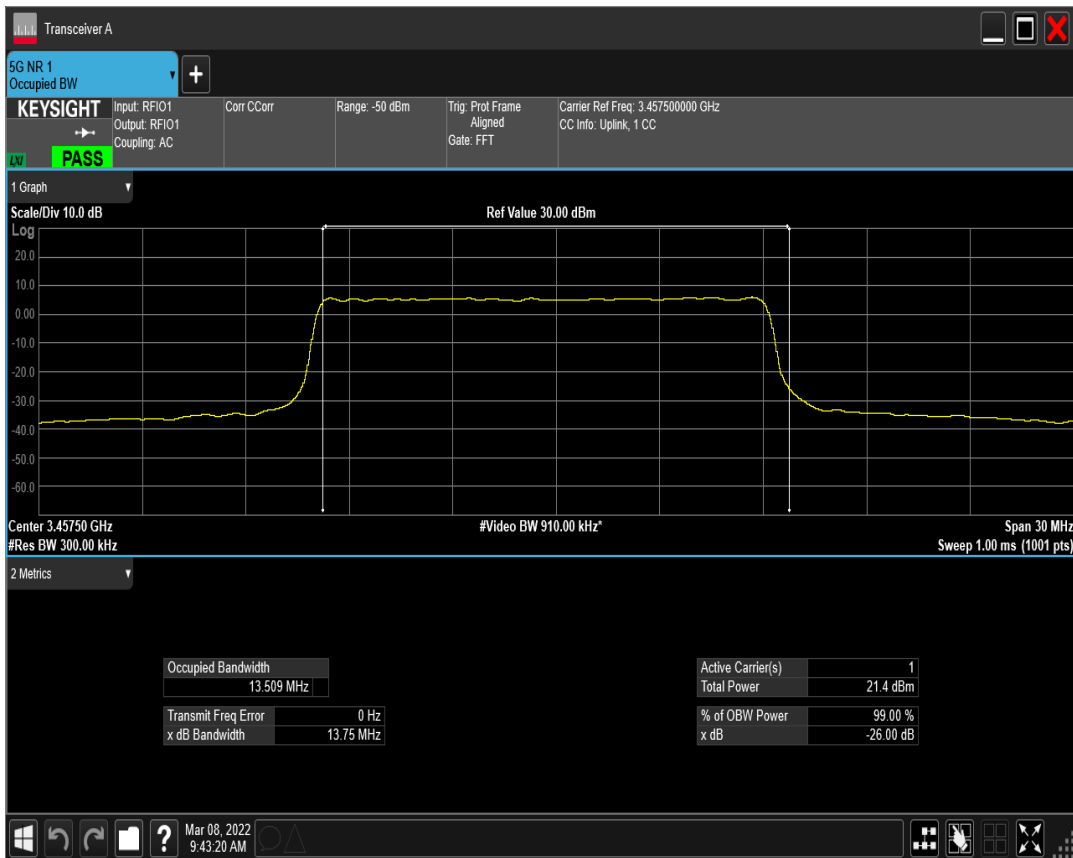 Transceiver A
5G NR 1
Occupied BW
+
KEYSIGHT
LXI
PASS
Input: RFIO1
Output: RFIO1
Coupling: AC
Corr CCorr
Range: -50 dBm
Trig: Prot Frame
Aligned
Gate: FFT
Carrier Ref Freq: 3.457500000 GHz
CC Info: Uplink, 1 CC
1 Graph
Scale/Div 10.0 dB
Ref Value 30.00 dBm
Log
20.0
10.0
0.00
-10.0
-20.0
-30.0
-40.0
-50.0
-60.0
Center 3.45750 GHz
#Video BW 910.00 kHz*
Span 30 MHz
#Res BW 300.00 kHz
Sweep 1.00 ms (1001 pts)
2 Metrics
Occupied Bandwidth
13.509 MHz
Transmit Freq Error 0 Hz
x dB Bandwidth 13.75 MHz
Active Carrier(s) 1
Total Power 21.4 dBm
% of OBW Power 99.00 %
x dB -26.00 dB
?
Mar 08, 2022
9:43:20 AM